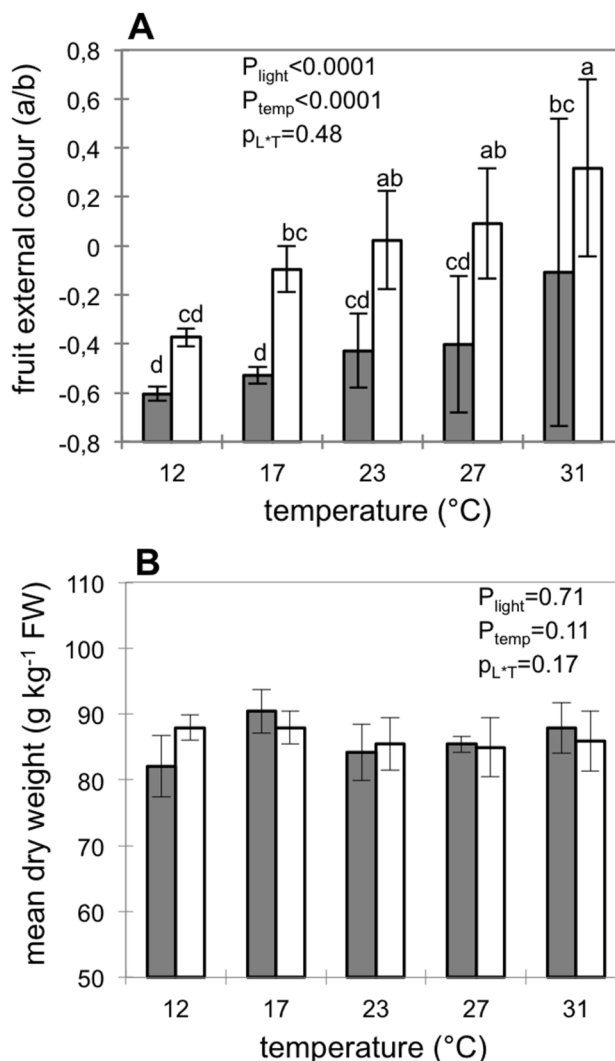 A
P_light<0.0001
P_temp<0.0001
p_L*T=0.48
fruit external colour (a/b)
0,8
0,6
0,4
0,2
0
-0,2
-0,4
-0,6
-0,8
d cd d bc cd ab cd ab bc a
12 17 23 27 31
temperature (°C)
B
P_light=0.71
P_temp=0.11
p_L*T=0.17
mean dry weight (g kg⁻¹ FW)
110
100
90
80
70
60
50
12 17 23 27 31
temperature (°C)